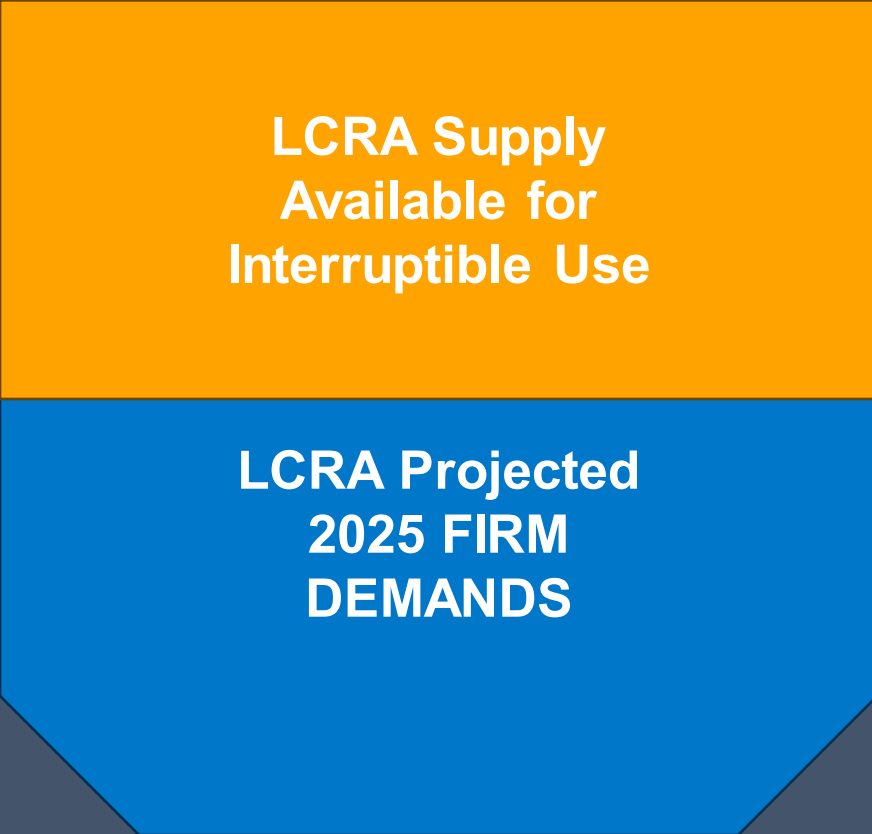 LCRA Supply
Available for
Interruptible Use
LCRA Projected
2025 FIRM
DEMANDS